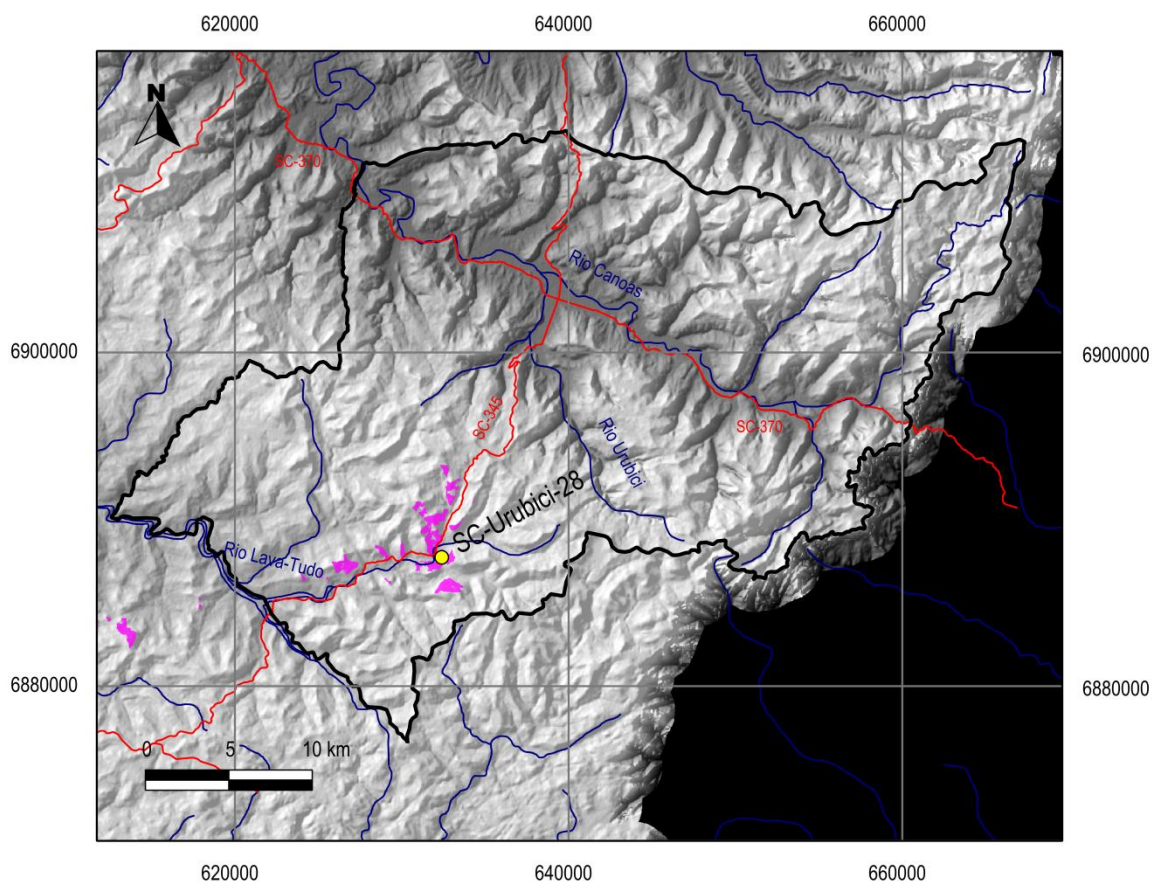 620000
640000
660000
N
SC-370
Rio Canoas
6900000
6900000
SC-345
Rio Urubici
SC-370
SC-Urubici-28
Rio Lava-Tudo
6880000
6880000
0 5 10 km
620000
640000
660000